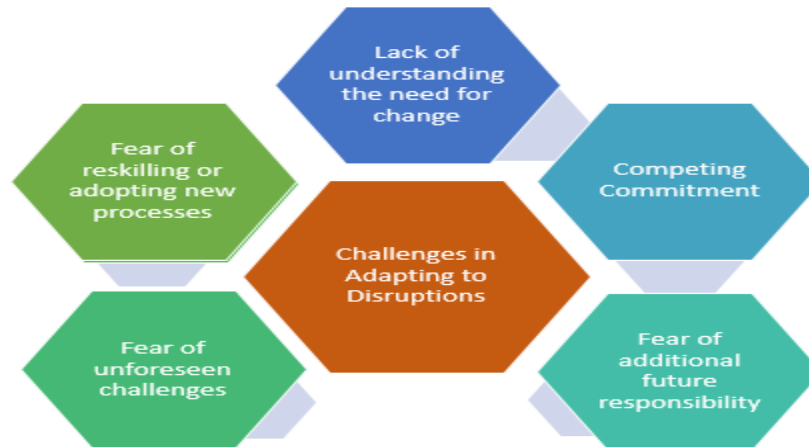 Lack of
understanding
the need for
change
Fear of
reskilling or
adopting new
processes
Competing
Commitment
Challenges in
Adapting to
Disruptions
Fear of
unforeseen
challenges
Fear of
additional
future
responsibility